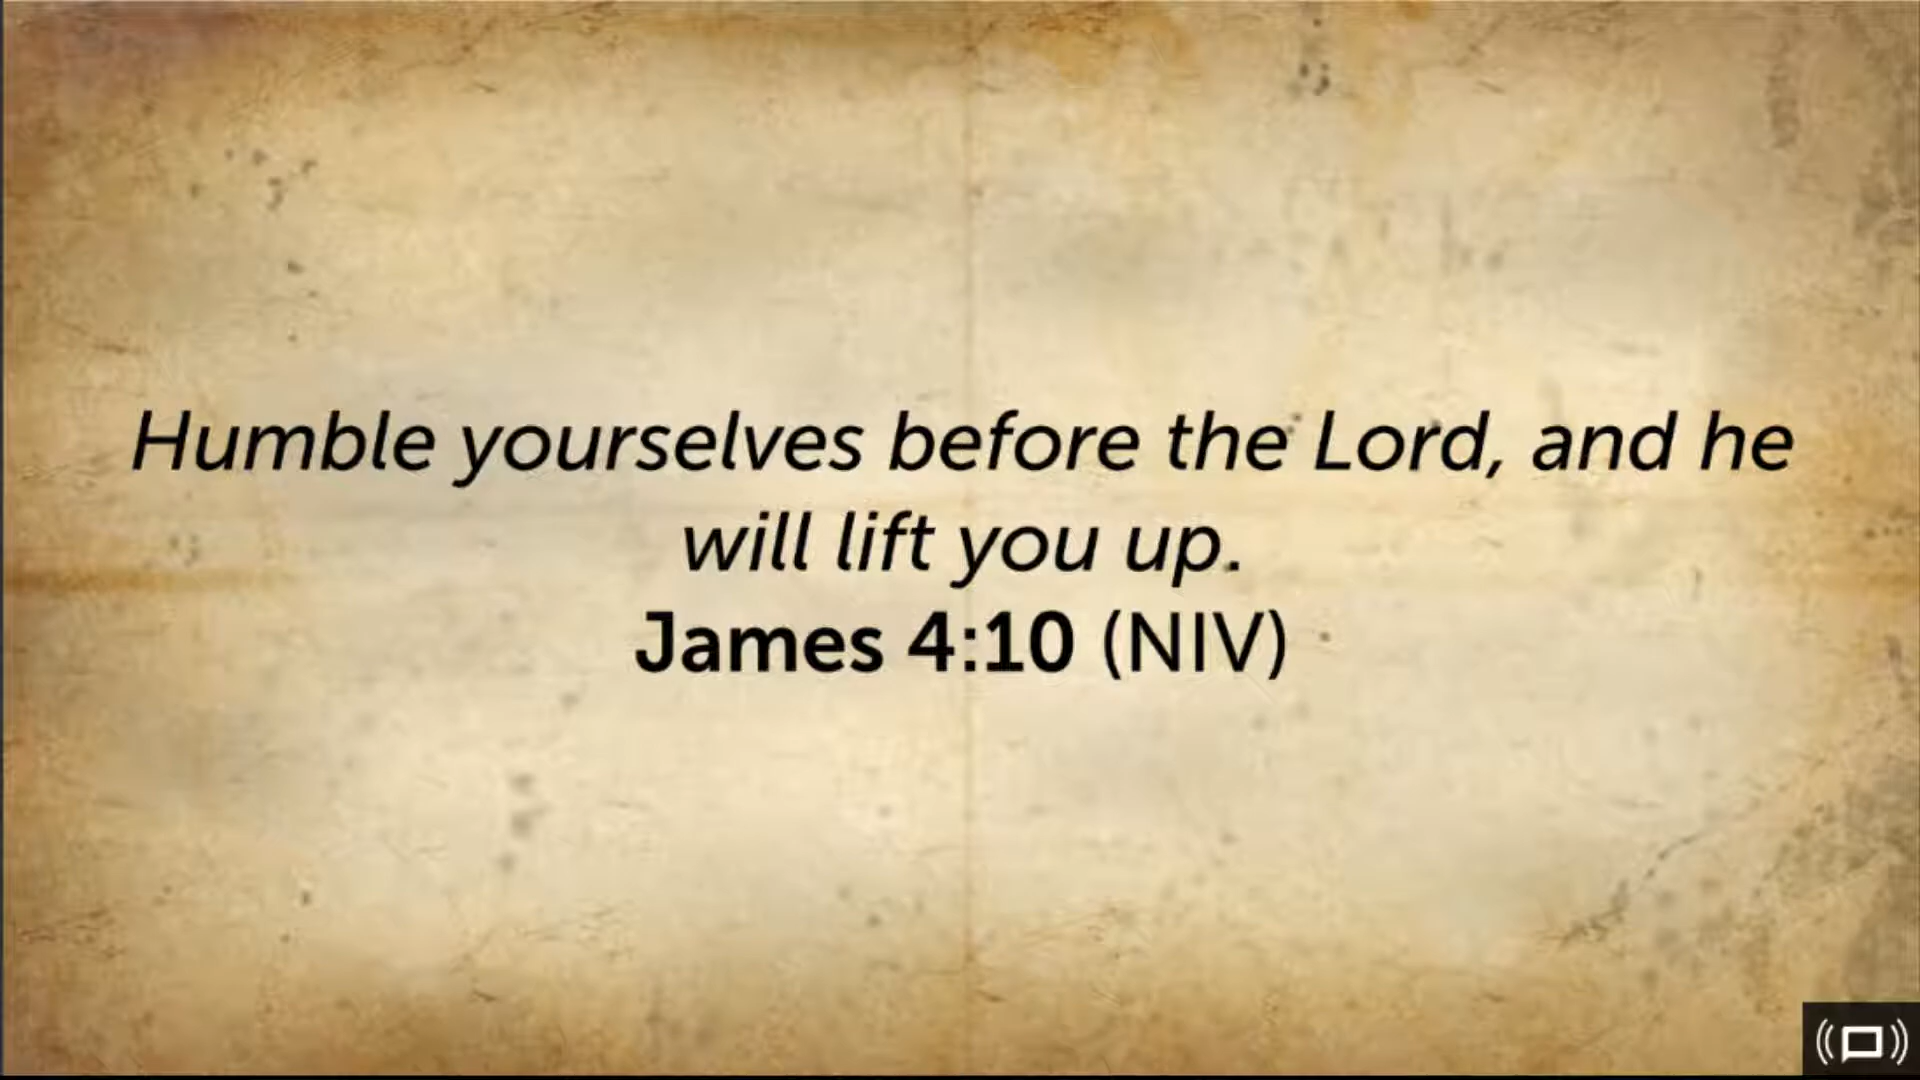 Humble yourselves before the Lord, and he
will lift you up.
James 4:10 (NIV)